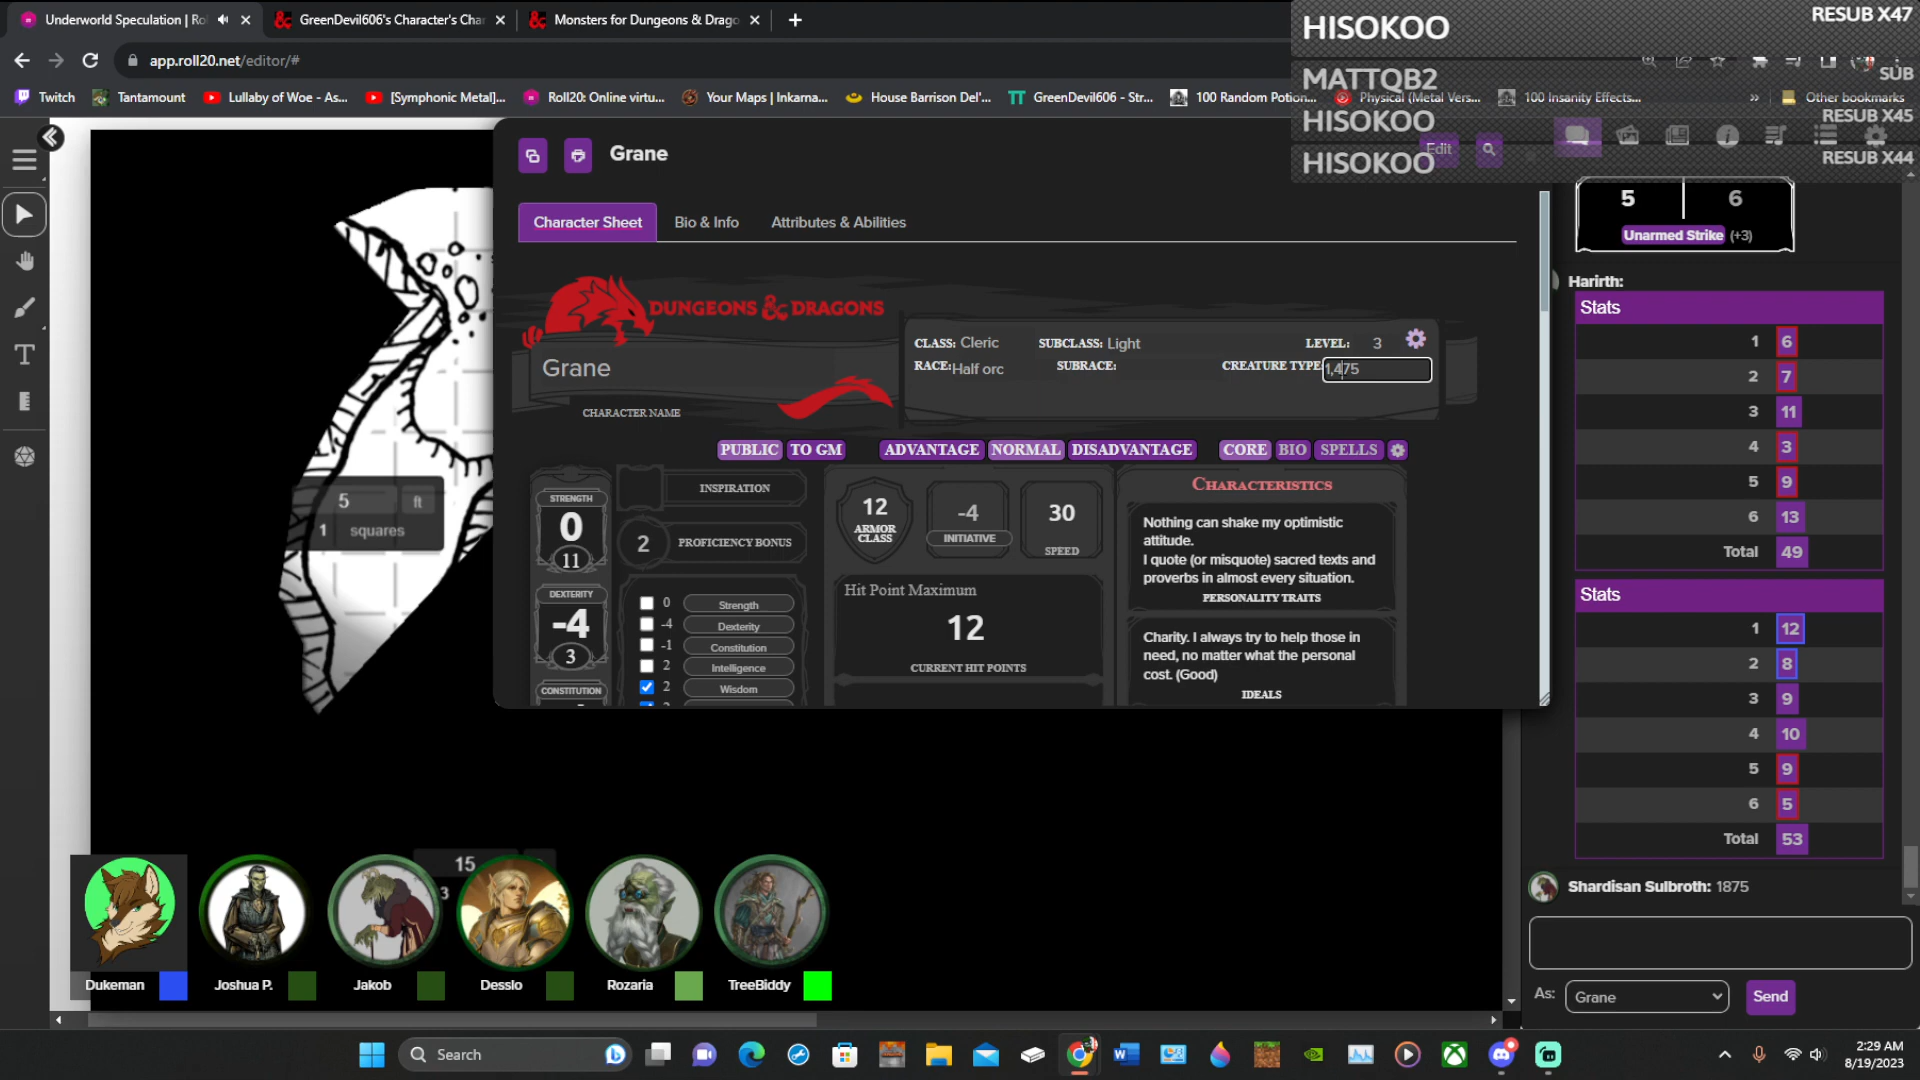 Underworld Speculation | Rol
GreenDevil606's Character's Char
Monsters for Dungeons & Drago
HISOKOO
RESUB X47
app.roll20.net/editor/#
MATTQB2
SUB
Twitch
Tantamount
Lullaby of Woe - As...
[Symphonic Metal]...
Roll20: Online virtu...
Your Maps | Inkarna...
House Barrison Del'...
GreenDevil606 - Str...
100 Random Potion...
Physical (Metal Vers...
100 Insanity Effects...
Other bookmarks
HISOKOO
RESUB X45
HISOKOO
RESUB X44
Grane
Edit
Character Sheet
Bio & Info
Attributes & Abilities
DUNGEONS & DRAGONS
Grane
CHARACTER NAME
CLASS: Cleric
SUBCLASS: Light
LEVEL: 3
RACE: Half orc
SUBRACE:
CREATURE TYPE
1,475
PUBLIC
TO GM
ADVANTAGE
NORMAL
DISADVANTAGE
CORE
BIO
SPELLS
STRENGTH
0
11
DEXTERITY
-4
3
CONSTITUTION
INSPIRATION
2
PROFICIENCY BONUS
0 Strength
-4 Dexterity
-1 Constitution
2 Intelligence
2 Wisdom
12
ARMOR
CLASS
-4
INITIATIVE
30
SPEED
Hit Point Maximum
12
CURRENT HIT POINTS
CHARACTERISTICS
Nothing can shake my optimistic
attitude.
I quote (or misquote) sacred texts and
proverbs in almost every situation.
PERSONALITY TRAITS
Charity. I always try to help those in
need, no matter what the personal
cost. (Good)
IDEALS
5 ft
1 squares
5
6
Unarmed Strike (+3)
Harirth:
Stats
1 6
2 7
3 11
4 3
5 9
6 13
Total 49
Stats
1 12
2 8
3 9
4 10
5 9
6 5
Total 53
Shardisan Sulbroth: 1875
As:
Grane
Send
15
3
Dukeman
Joshua P.
Jakob
Desslo
Rozaria
TreeBiddy
Search
2:29 AM
8/19/2023